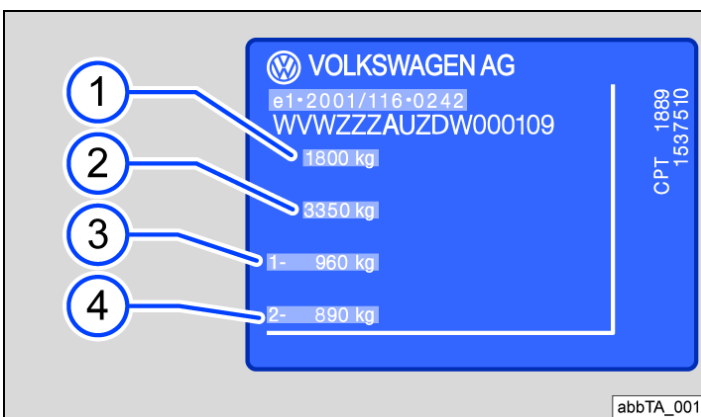 VOLKSWAGEN AG
e1•2001/116•0242
WVWZZZAUZDW000109
1 1800 kg
2 3350 kg
3 1- 960 kg
4 2- 890 kg
CPT 1889
1537510
abbTA_001